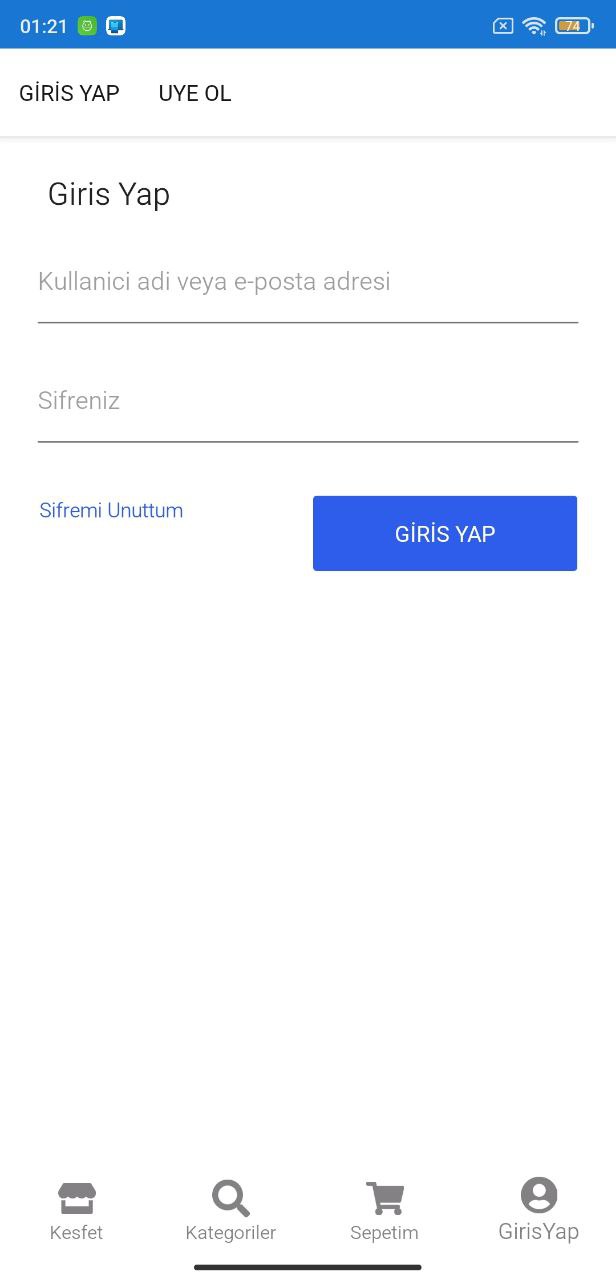 01:21
74
GİRİS YAP UYE OL
Giris Yap
Kullanici adi veya e-posta adresi
Sifreniz
Sifremi Unuttum
GİRİS YAP
Kesfet Kategoriler Sepetim GirisYap